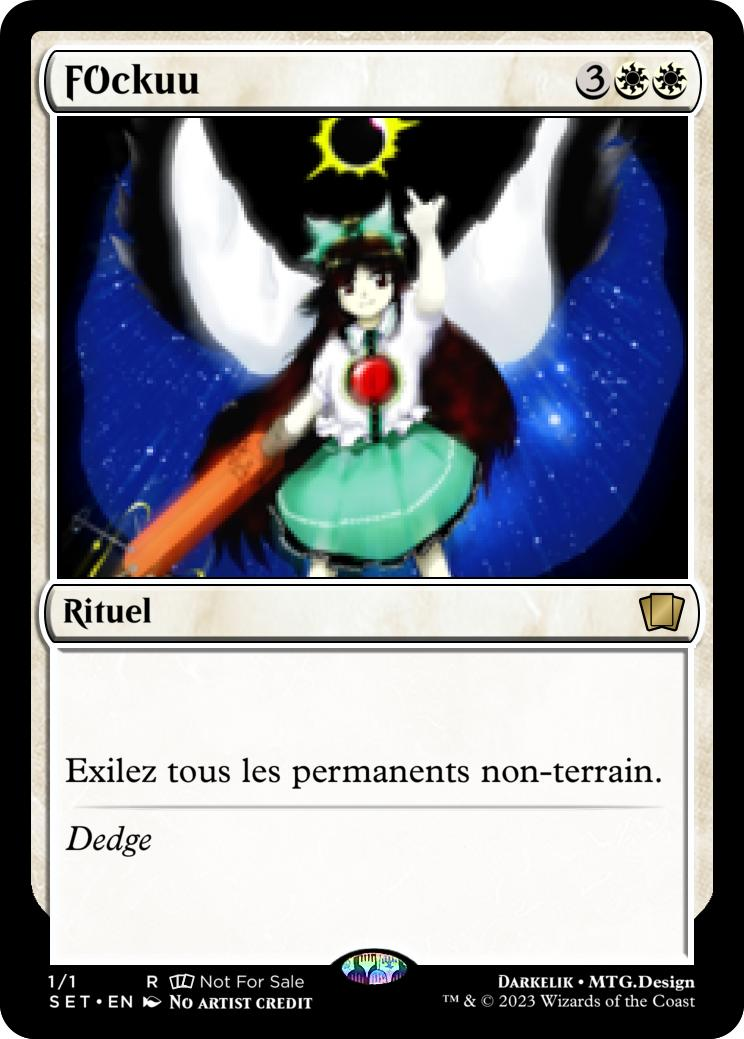 FOckuu 3
Rituel
Exilez tous les permanents non-terrain.
Dedge
1/1 R Not For Sale
SET • EN No artist credit
Darkelik • MTG.Design
™ & © 2023 Wizards of the Coast